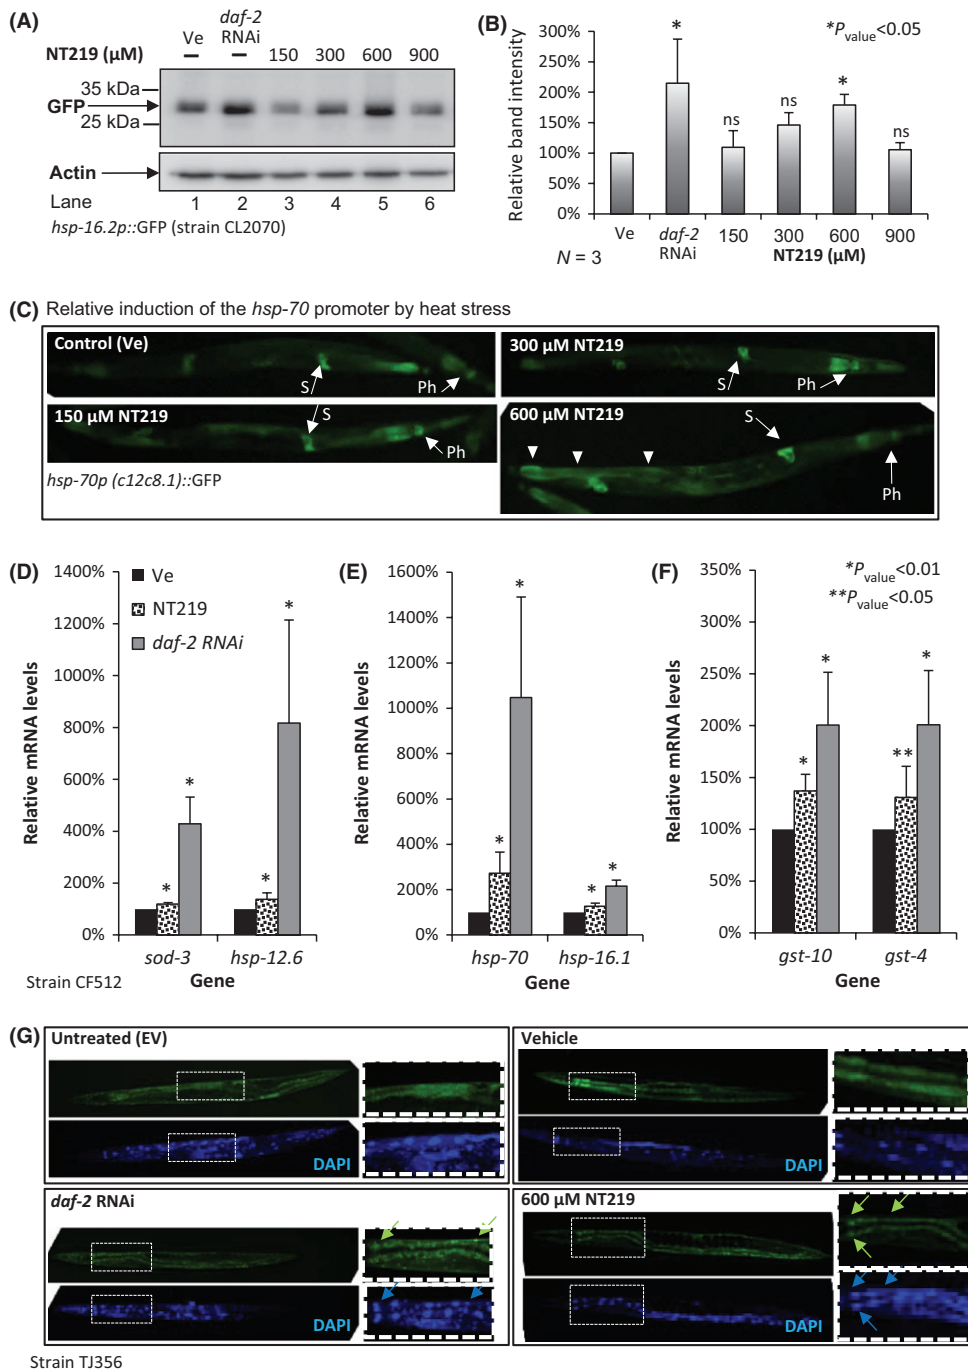 (A)
Ve
daf-2
RNAi
NT219 (μM)
–
–
150
300
600
900
35 kDa
GFP
25 kDa
Actin
Lane
1
2
3
4
5
6
hsp-16.2p::GFP (strain CL2070)
(B)
*Pvalue<0.05
Relative band intensity
300%
250%
200%
150%
100%
50%
0%
*
ns
ns
*
ns
Ve
daf-2
RNAi
150
300
600
900
NT219 (μM)
N = 3
(C) Relative induction of the hsp-70 promoter by heat stress
Control (Ve)
S
Ph
300 μM NT219
S
Ph
150 μM NT219
S
Ph
600 μM NT219
S
Ph
hsp-70p (c12c8.1)::GFP
(D)
Relative mRNA levels
1400%
1200%
1000%
800%
600%
400%
200%
0%
Ve
NT219
daf-2 RNAi
*
*
*
*
sod-3
hsp-12.6
Gene
Strain CF512
(E)
Relative mRNA levels
1600%
1400%
1200%
1000%
800%
600%
400%
200%
0%
*
*
*
*
hsp-70
hsp-16.1
Gene
(F)
*Pvalue<0.01
**Pvalue<0.05
Relative mRNA levels
350%
300%
250%
200%
150%
100%
50%
0%
*
*
**
*
gst-10
gst-4
Gene
(G)
Untreated (EV)
DAPI
Vehicle
DAPI
daf-2 RNAi
DAPI
600 μM NT219
DAPI
Strain TJ356